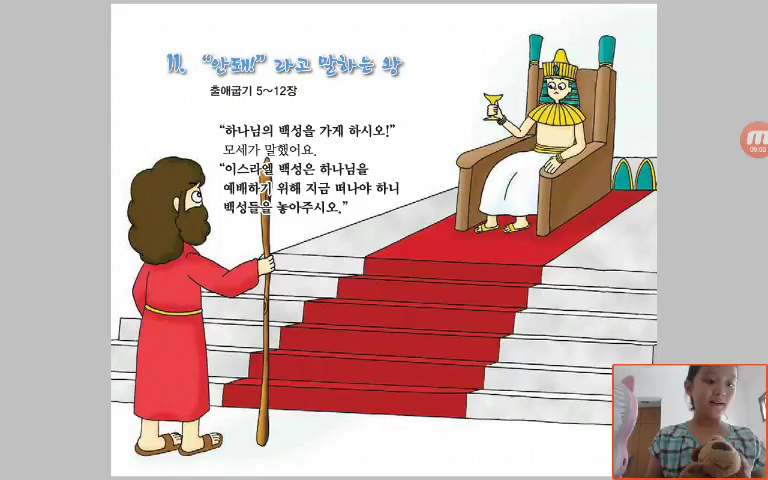 11. “안돼!” 라고 말하는 왕
출애굽기 5~12장
“하나님의 백성을 가게 하시오!”
모세가 말했어요.
“이스라엘 백성은 하나님을
예배하기 위해 지금 떠나야 하니
백성들을 놓아주시오.”
09:03